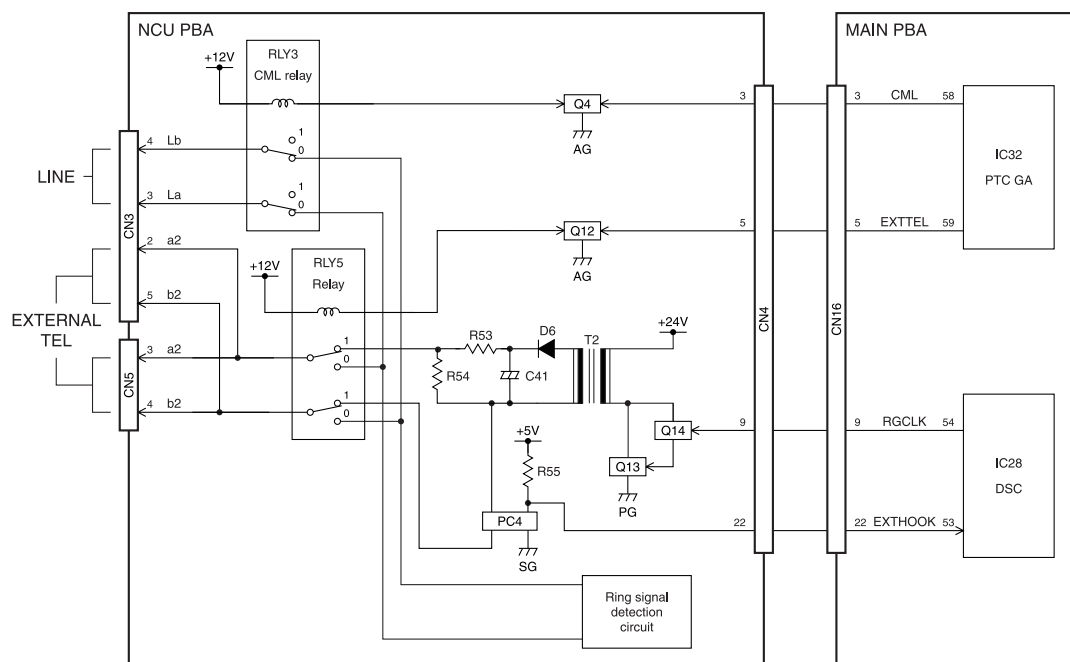 NCU PBA
MAIN PBA
RLY3
CML relay
+12V
Q4
AG
3
3
CML
58
IC32
PTC GA
1
0
4
Lb
LINE
1
0
3
La
CN3
2
a2
Q12
AG
5
5
EXTTEL
59
+12V
RLY5
Relay
EXTERNAL
TEL
5
b2
CN4
CN16
+24V
R53
D6
T2
1
0
3
a2
CN5
R54
C41
4
b2
1
0
+5V
R55
Q14
9
9
RGCLK
54
IC28
DSC
Q13
PG
PC4
SG
22
22
EXTHOOK
53
Ring signal
detection
circuit